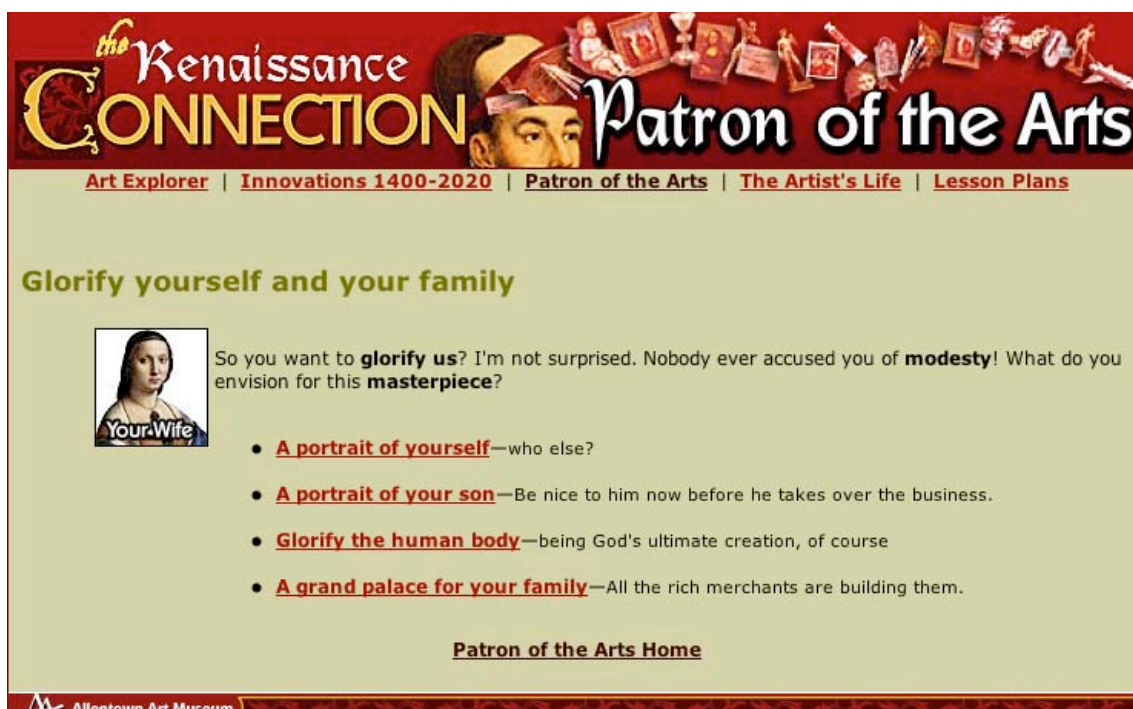 the Renaissance
CONNECTION
Patron of the Arts
Art Explorer | Innovations 1400-2020 | Patron of the Arts | The Artist's Life | Lesson Plans
Glorify yourself and your family
So you want to glorify us? I'm not surprised. Nobody ever accused you of modesty! What do you
envision for this masterpiece?
Your Wife
• A portrait of yourself—who else?
• A portrait of your son—Be nice to him now before he takes over the business.
• Glorify the human body—being God's ultimate creation, of course
• A grand palace for your family—All the rich merchants are building them.
Patron of the Arts Home
Allentown Art Museum